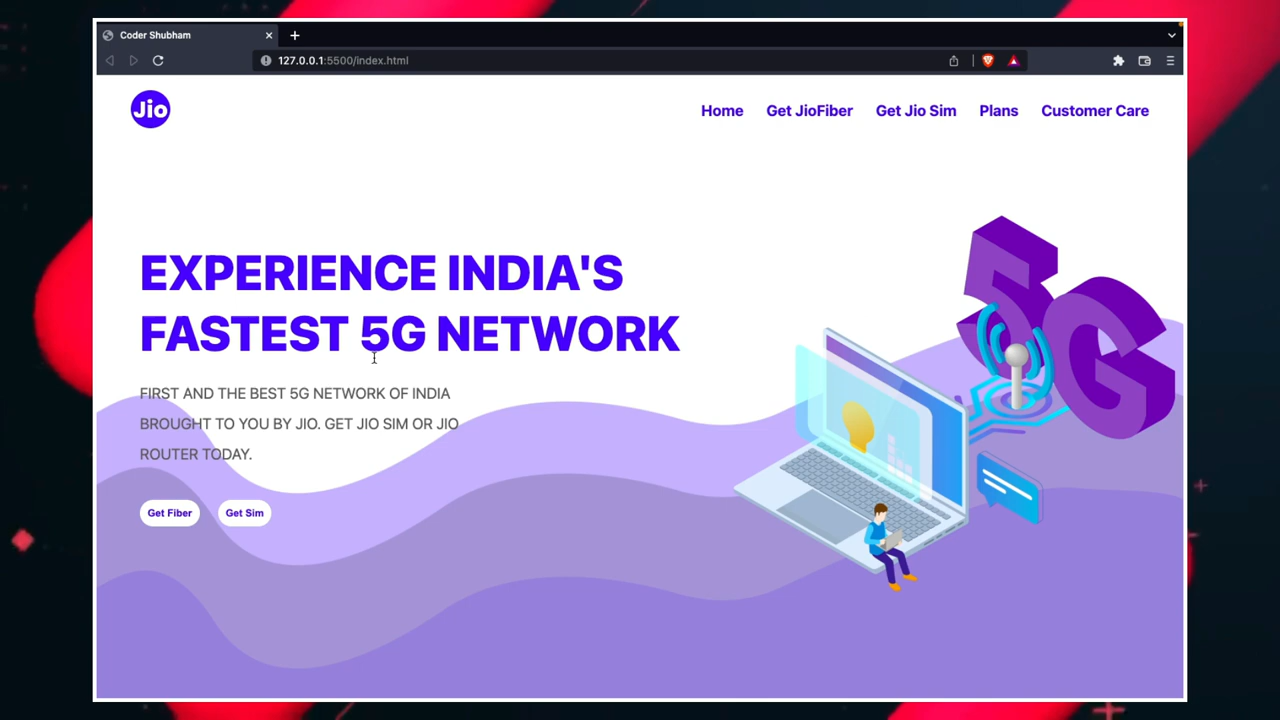 Coder Shubham
127.0.0.1:5500/index.html
Jio
Home Get JioFiber Get Jio Sim Plans Customer Care
EXPERIENCE INDIA'S
FASTEST 5G NETWORK
FIRST AND THE BEST 5G NETWORK OF INDIA
BROUGHT TO YOU BY JIO. GET JIO SIM OR JIO
ROUTER TODAY.
Get Fiber Get Sim
5G